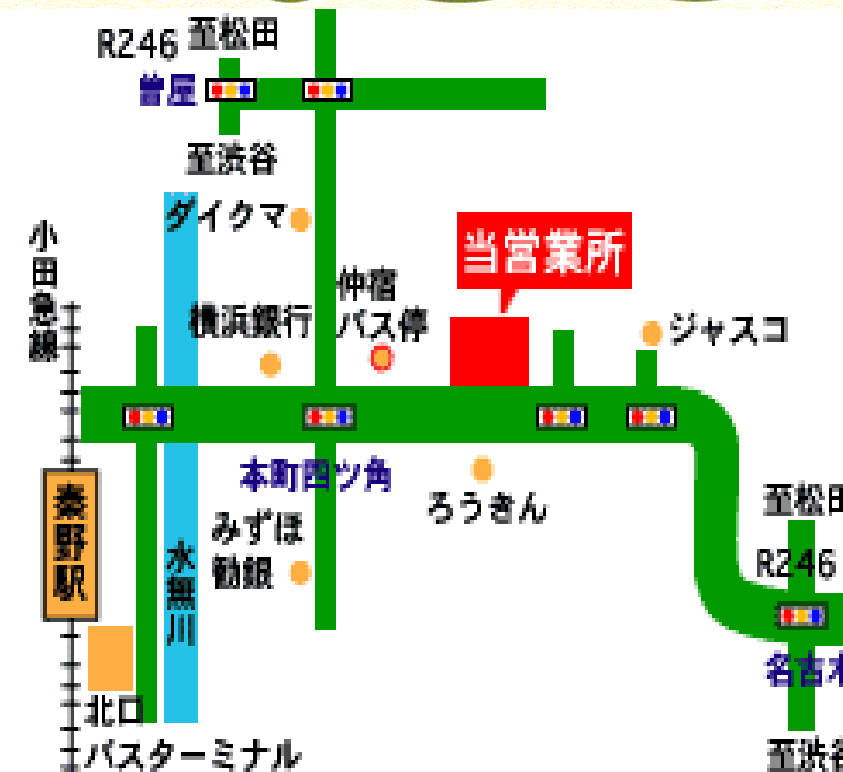 R246 至松田
曽屋
至渋谷
ダイクマ
小田急線
当営業所
仲宿
バス停
横浜銀行
ジャスコ
本町四ツ角
ろうきん
みずほ
勧銀
秦野駅
水無川
至松田
R246
名古木
北口
バスターミナル
至渋谷